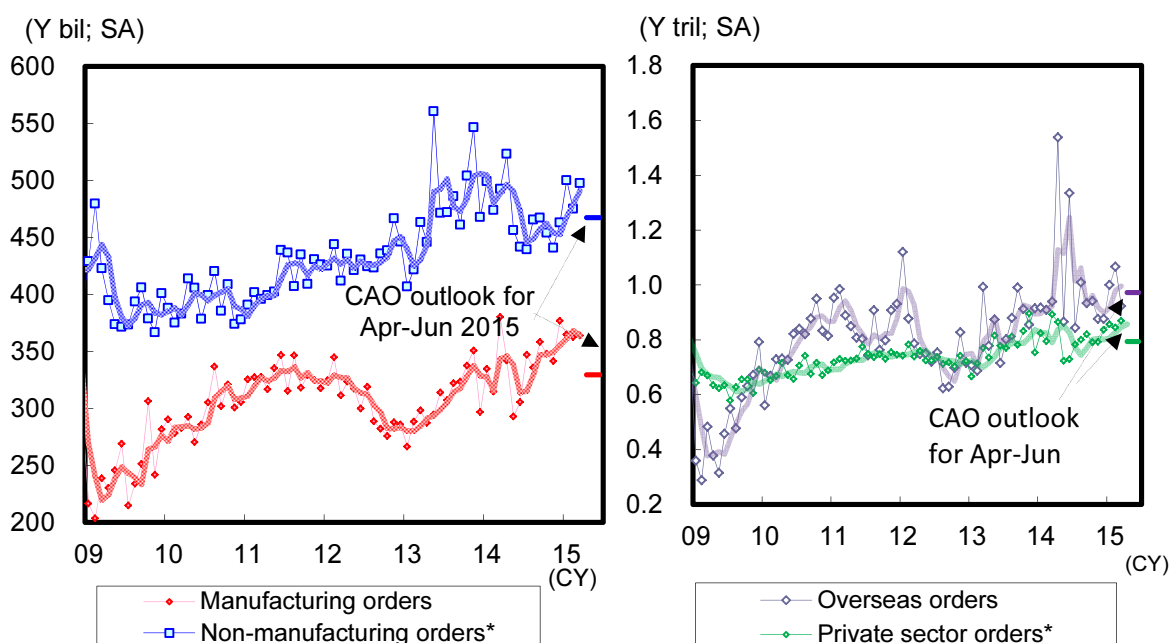 (Y bil; SA)
600
550
500
450
400
350
300
250
200
CAO outlook for
Apr-Jun 2015
09 10 11 12 13 14 15
(CY)
Manufacturing orders
Non-manufacturing orders*
(Y tril; SA)
1.8
1.6
1.4
1.2
1.0
0.8
0.6
0.4
0.2
CAO outlook
for Apr-Jun
09 10 11 12 13 14 15
(CY)
Overseas orders
Private sector orders*